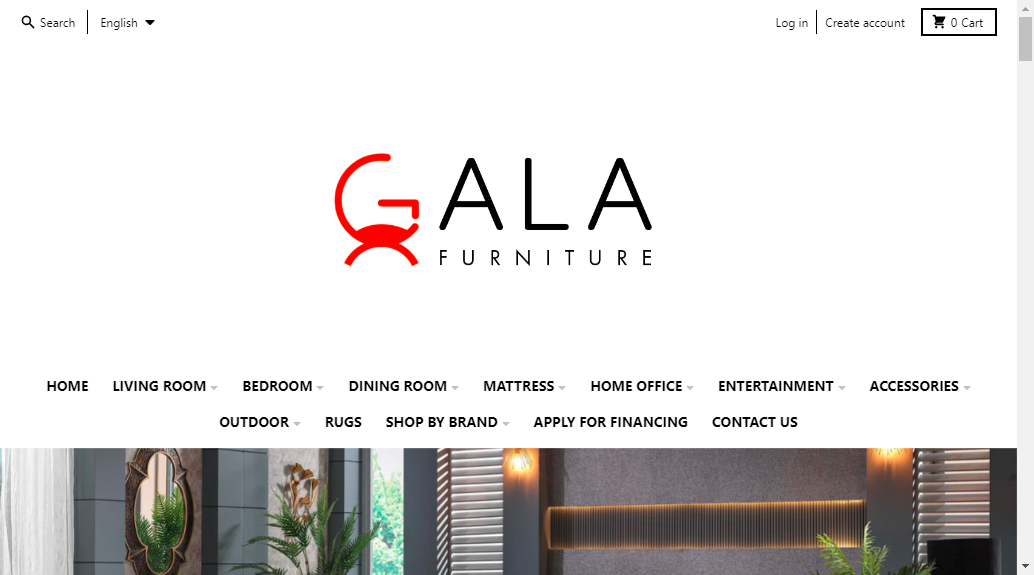 Search English Log in Create account 0 Cart
GALA
FURNITURE
HOME LIVING ROOM BEDROOM DINING ROOM MATTRESS HOME OFFICE ENTERTAINMENT ACCESSORIES
OUTDOOR RUGS SHOP BY BRAND APPLY FOR FINANCING CONTACT US